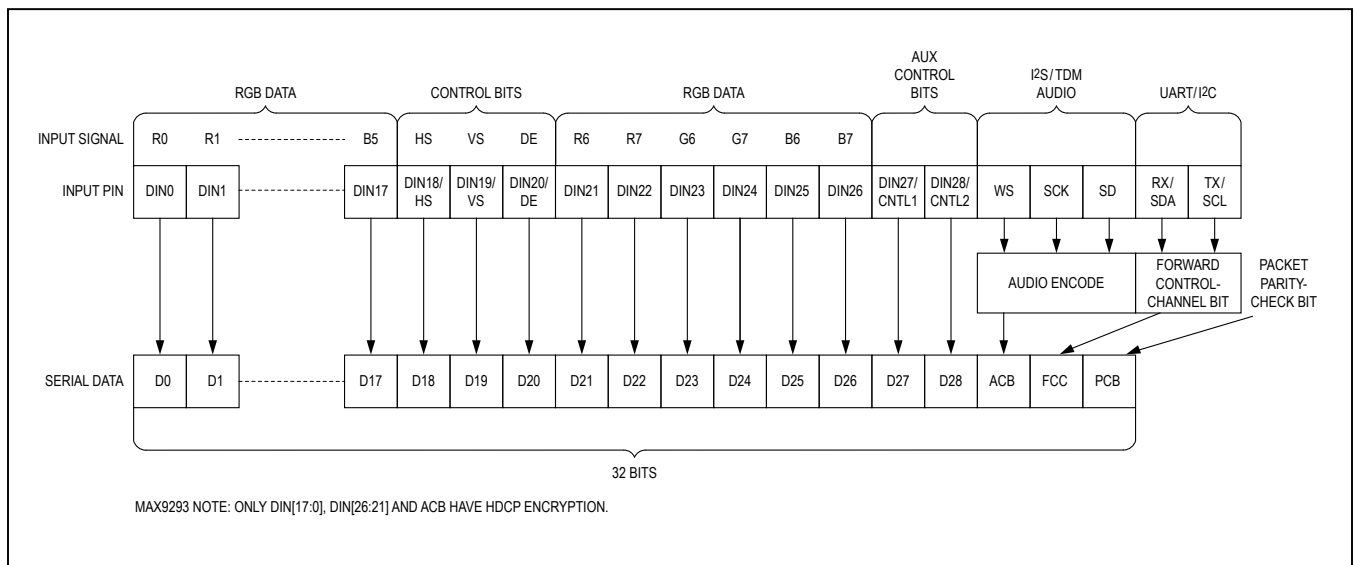 AUX
CONTROL
BITS
I2S/TDM
AUDIO
RGB DATA
CONTROL BITS
RGB DATA
UART/I2C
INPUT SIGNAL R0 R1 B5 HS VS DE R6 R7 G6 G7 B6 B7
INPUT PIN DIN0 DIN1 DIN17 DIN18/ DIN19/ DIN20/ DIN21 DIN22 DIN23 DIN24 DIN25 DIN26 DIN27/ DIN28/ WS SCK SD RX/ TX/
HS VS DE CNTL1 CNTL2 SDA SCL
AUDIO ENCODE
FORWARD
CONTROL-
CHANNEL BIT
PACKET
PARITY-
CHECK BIT
SERIAL DATA D0 D1 D17 D18 D19 D20 D21 D22 D23 D24 D25 D26 D27 D28 ACB FCC PCB
32 BITS
MAX9293 NOTE: ONLY DIN[17:0], DIN[26:21] AND ACB HAVE HDCP ENCRYPTION.